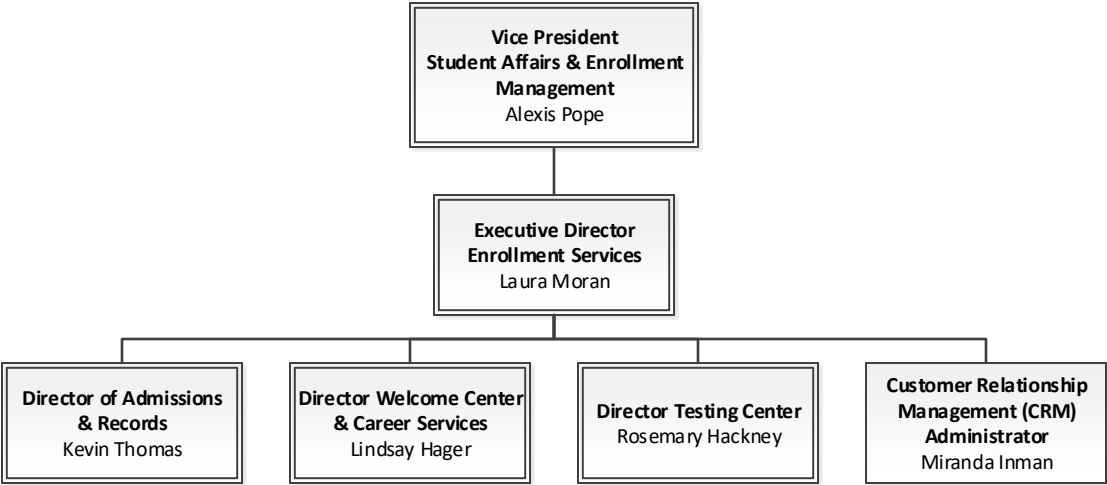 Vice President
Student Affairs & Enrollment
Management
Alexis Pope
Executive Director
Enrollment Services
Laura Moran
Director of Admissions
& Records
Kevin Thomas
Director Welcome Center
& Career Services
Lindsay Hager
Director Testing Center
Rosemary Hackney
Customer Relationship
Management (CRM)
Administrator
Miranda Inman